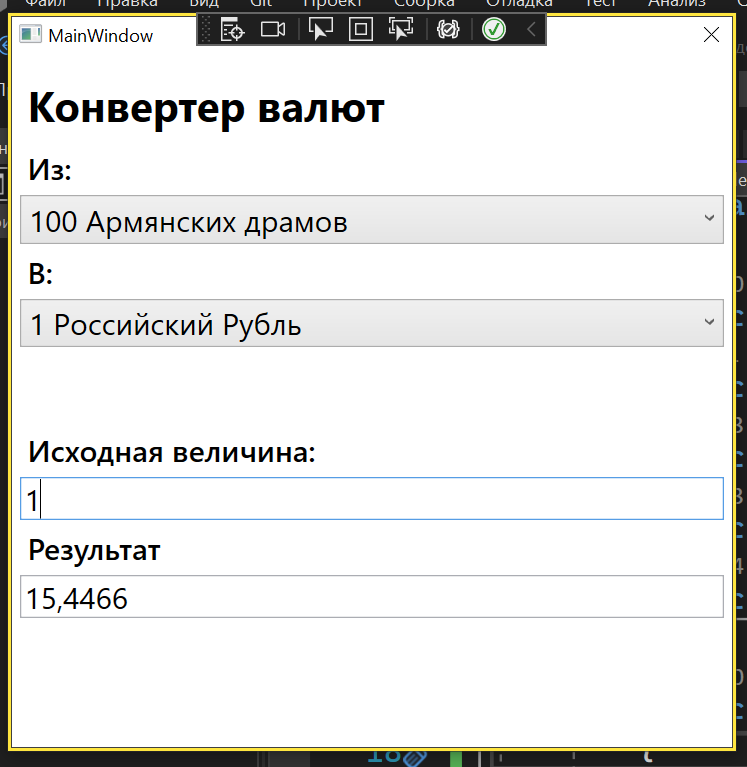 Файл Правка Вид Git Проект Сборка Отладка Тест Анализ
MainWindow
Конвертер валют
Из:
100 Армянских драмов
В:
1 Российский Рубль
Исходная величина:
1
Результат
15,4466